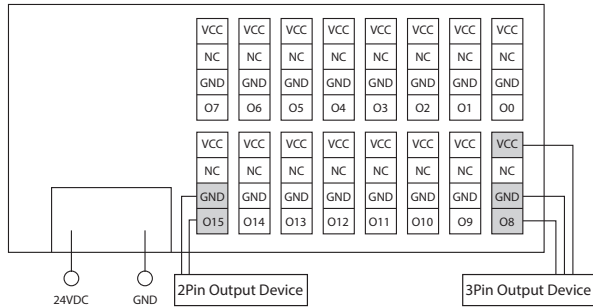 VCC VCC VCC VCC VCC VCC VCC VCC
NC NC NC NC NC NC NC NC
GND GND GND GND GND GND GND GND
O7 O6 O5 O4 O3 O2 O1 O0
VCC VCC VCC VCC VCC VCC VCC VCC
NC NC NC NC NC NC NC NC
GND GND GND GND GND GND GND GND
O15 O14 O13 O12 O11 O10 O9 O8
24VDC GND 2Pin Output Device 3Pin Output Device